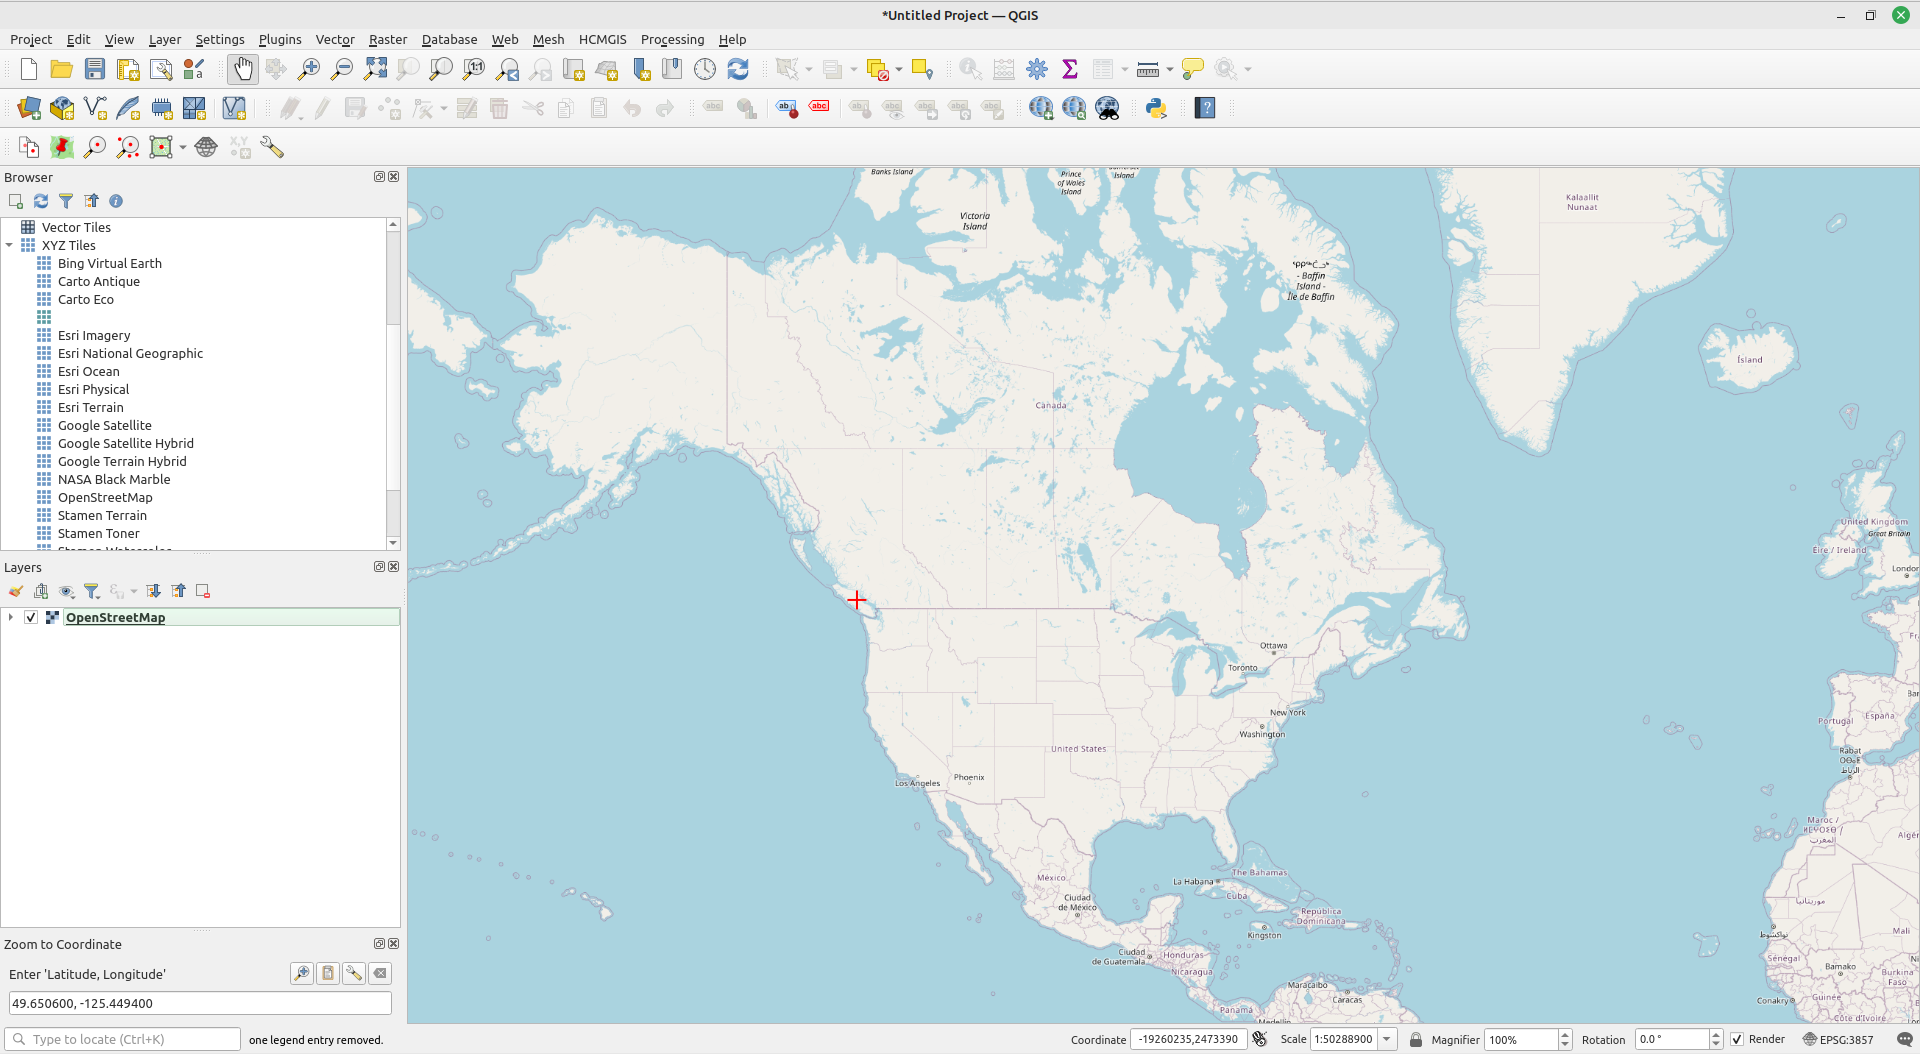 *Untitled Project — QGIS
Project Edit View Layer Settings Plugins Vector Raster Database Web Mesh HCMGIS Processing Help
Browser
Vector Tiles
XYZ Tiles
Bing Virtual Earth
Carto Antique
Carto Eco
Esri Imagery
Esri National Geographic
Esri Ocean
Esri Physical
Esri Terrain
Google Satellite
Google Satellite Hybrid
Google Terrain Hybrid
NASA Black Marble
OpenStreetMap
Stamen Terrain
Stamen Toner
Layers
OpenStreetMap
Zoom to Coordinate
Enter 'Latitude, Longitude'
49.650600, -125.449400
Banks Island
Prince
of Wales
Island
Island
Victoria
Island
- Baffin
Island -
Île de Baffin
Kalaallit
Nunaat
Ísland
Canada
United Kingdom
Great Britain
Éire / Ireland
London
Ottawa
Toronto
New York
Washington
United States
Los Angeles
Phoenix
Portugal
España
Rabat
الرباط
Maroc /
المغرب
México
Ciudad
de México
La Habana
The Bahamas
Cuba
Republica
Dominicana
Kingston
Ciudad
de Guatemala
Honduras
Nicaragua
Maracaibo
Caracas
Panamá
Medellín
موريتانيا
نواكشوط
Mali
Sénégal
Bamako
Burkina
Faso
Guinée
Conakry
Côte d'Ivoire
Type to locate (Ctrl+K)
one legend entry removed.
Coordinate -19260235,2473390 Scale 1:50288900 Magnifier 100% Rotation 0.0 ° Render EPSG:3857